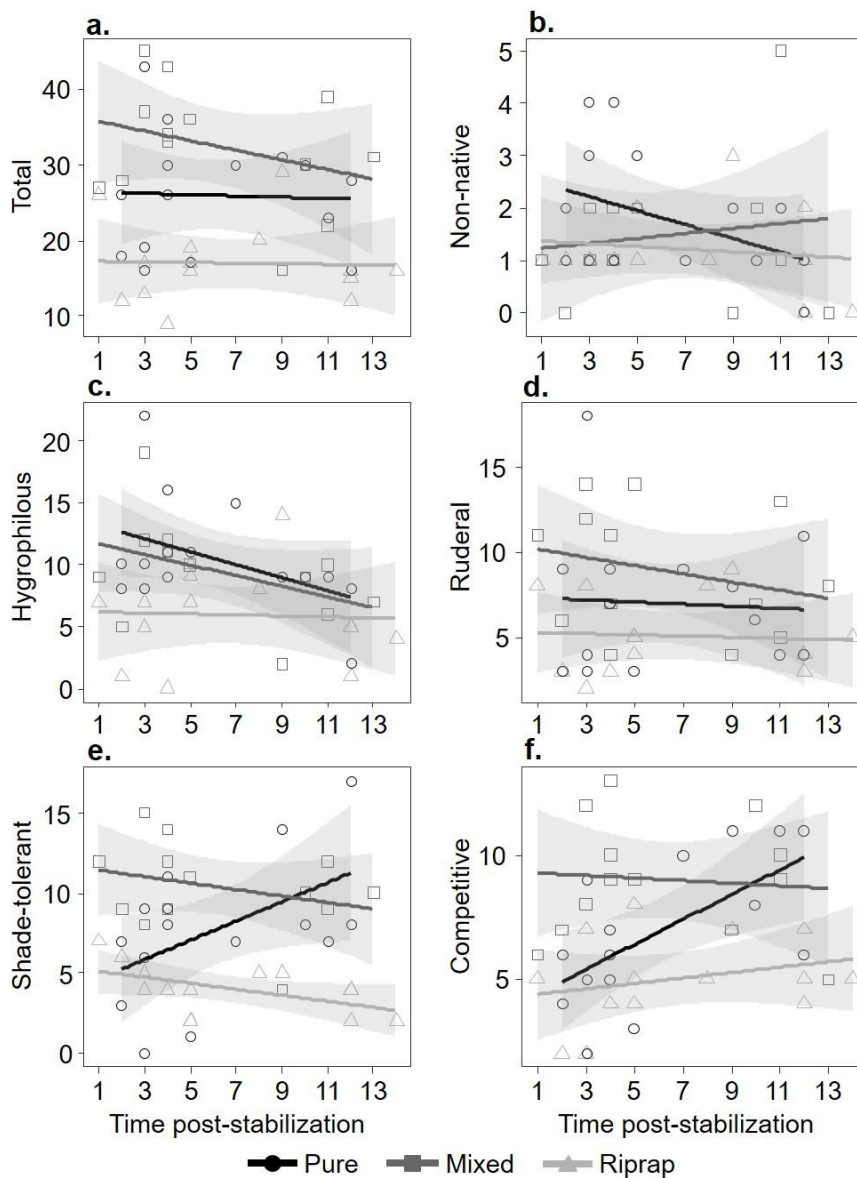 a.
Total
40
30
20
10
1 3 5 7 9 11 13
b.
Non-native
5
4
3
2
1
0
1 3 5 7 9 11 13
c.
Hygrophilous
20
15
10
5
0
1 3 5 7 9 11 13
d.
Ruderal
15
10
5
1 3 5 7 9 11 13
e.
Shade-tolerant
15
10
5
0
1 3 5 7 9 11 13
Time post-stabilization
f.
Competitive
10
5
1 3 5 7 9 11 13
Time post-stabilization
Pure Mixed Riprap